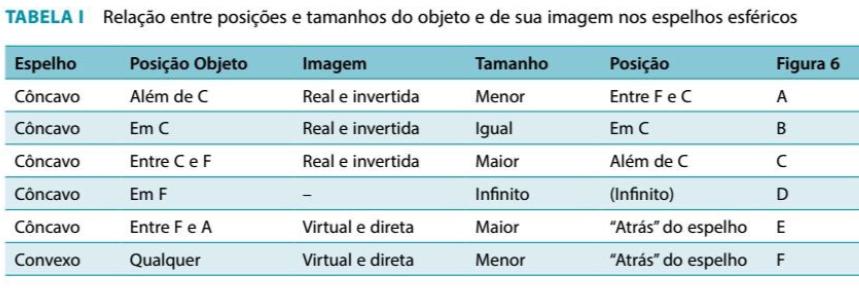 TABELA I Relação entre posições e tamanhos do objeto e de sua imagem nos espelhos esféricos
Espelho Posição Objeto Imagem Tamanho Posição Figura 6
Côncavo Além de C Real e invertida Menor Entre F e C A
Côncavo Em C Real e invertida Igual Em C B
Côncavo Entre C e F Real e invertida Maior Além de C C
Côncavo Em F – Infinito (Infinito) D
Côncavo Entre F e A Virtual e direta Maior “Atrás” do espelho E
Convexo Qualquer Virtual e direta Menor “Atrás” do espelho F